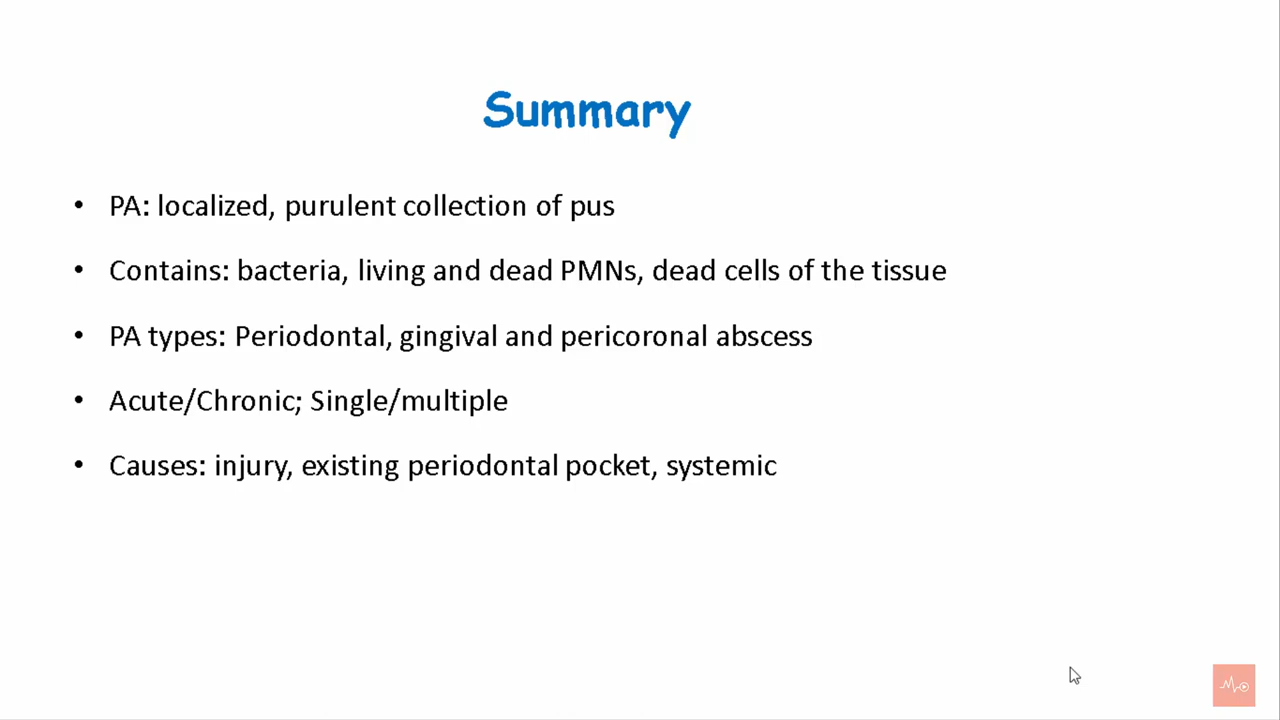 Summary
• PA: localized, purulent collection of pus
• Contains: bacteria, living and dead PMNs, dead cells of the tissue
• PA types: Periodontal, gingival and pericoronal abscess
• Acute/Chronic; Single/multiple
• Causes: injury, existing periodontal pocket, systemic